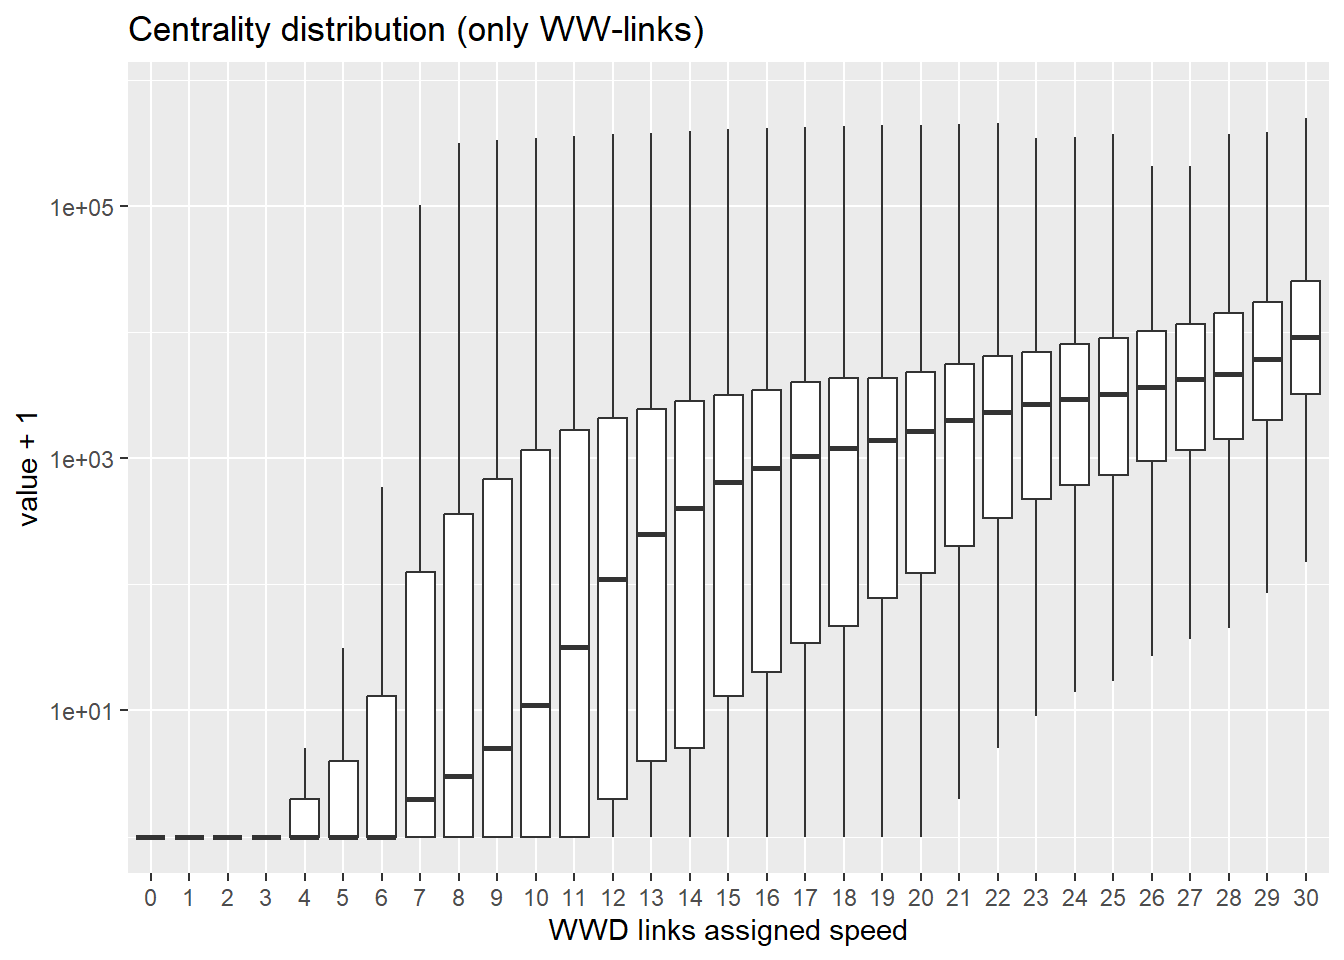 Centrality distribution (only WW-links)
value + 1
1e+05
1e+03
1e+01
0 1 2 3 4 5 6 7 8 9 10 11 12 13 14 15 16 17 18 19 20 21 22 23 24 25 26 27 28 29 30
WWD links assigned speed